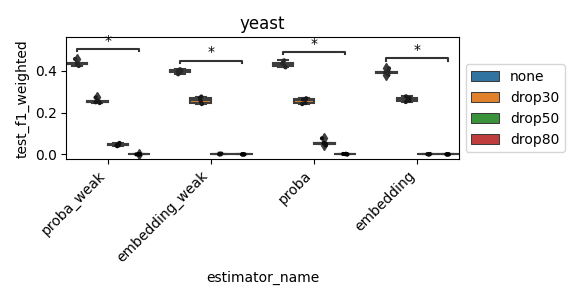 yeast
test_f1_weighted
0.4
0.2
0.0
* * * *
proba_weak
embedding_weak
proba
embedding
estimator_name
none
drop30
drop50
drop80